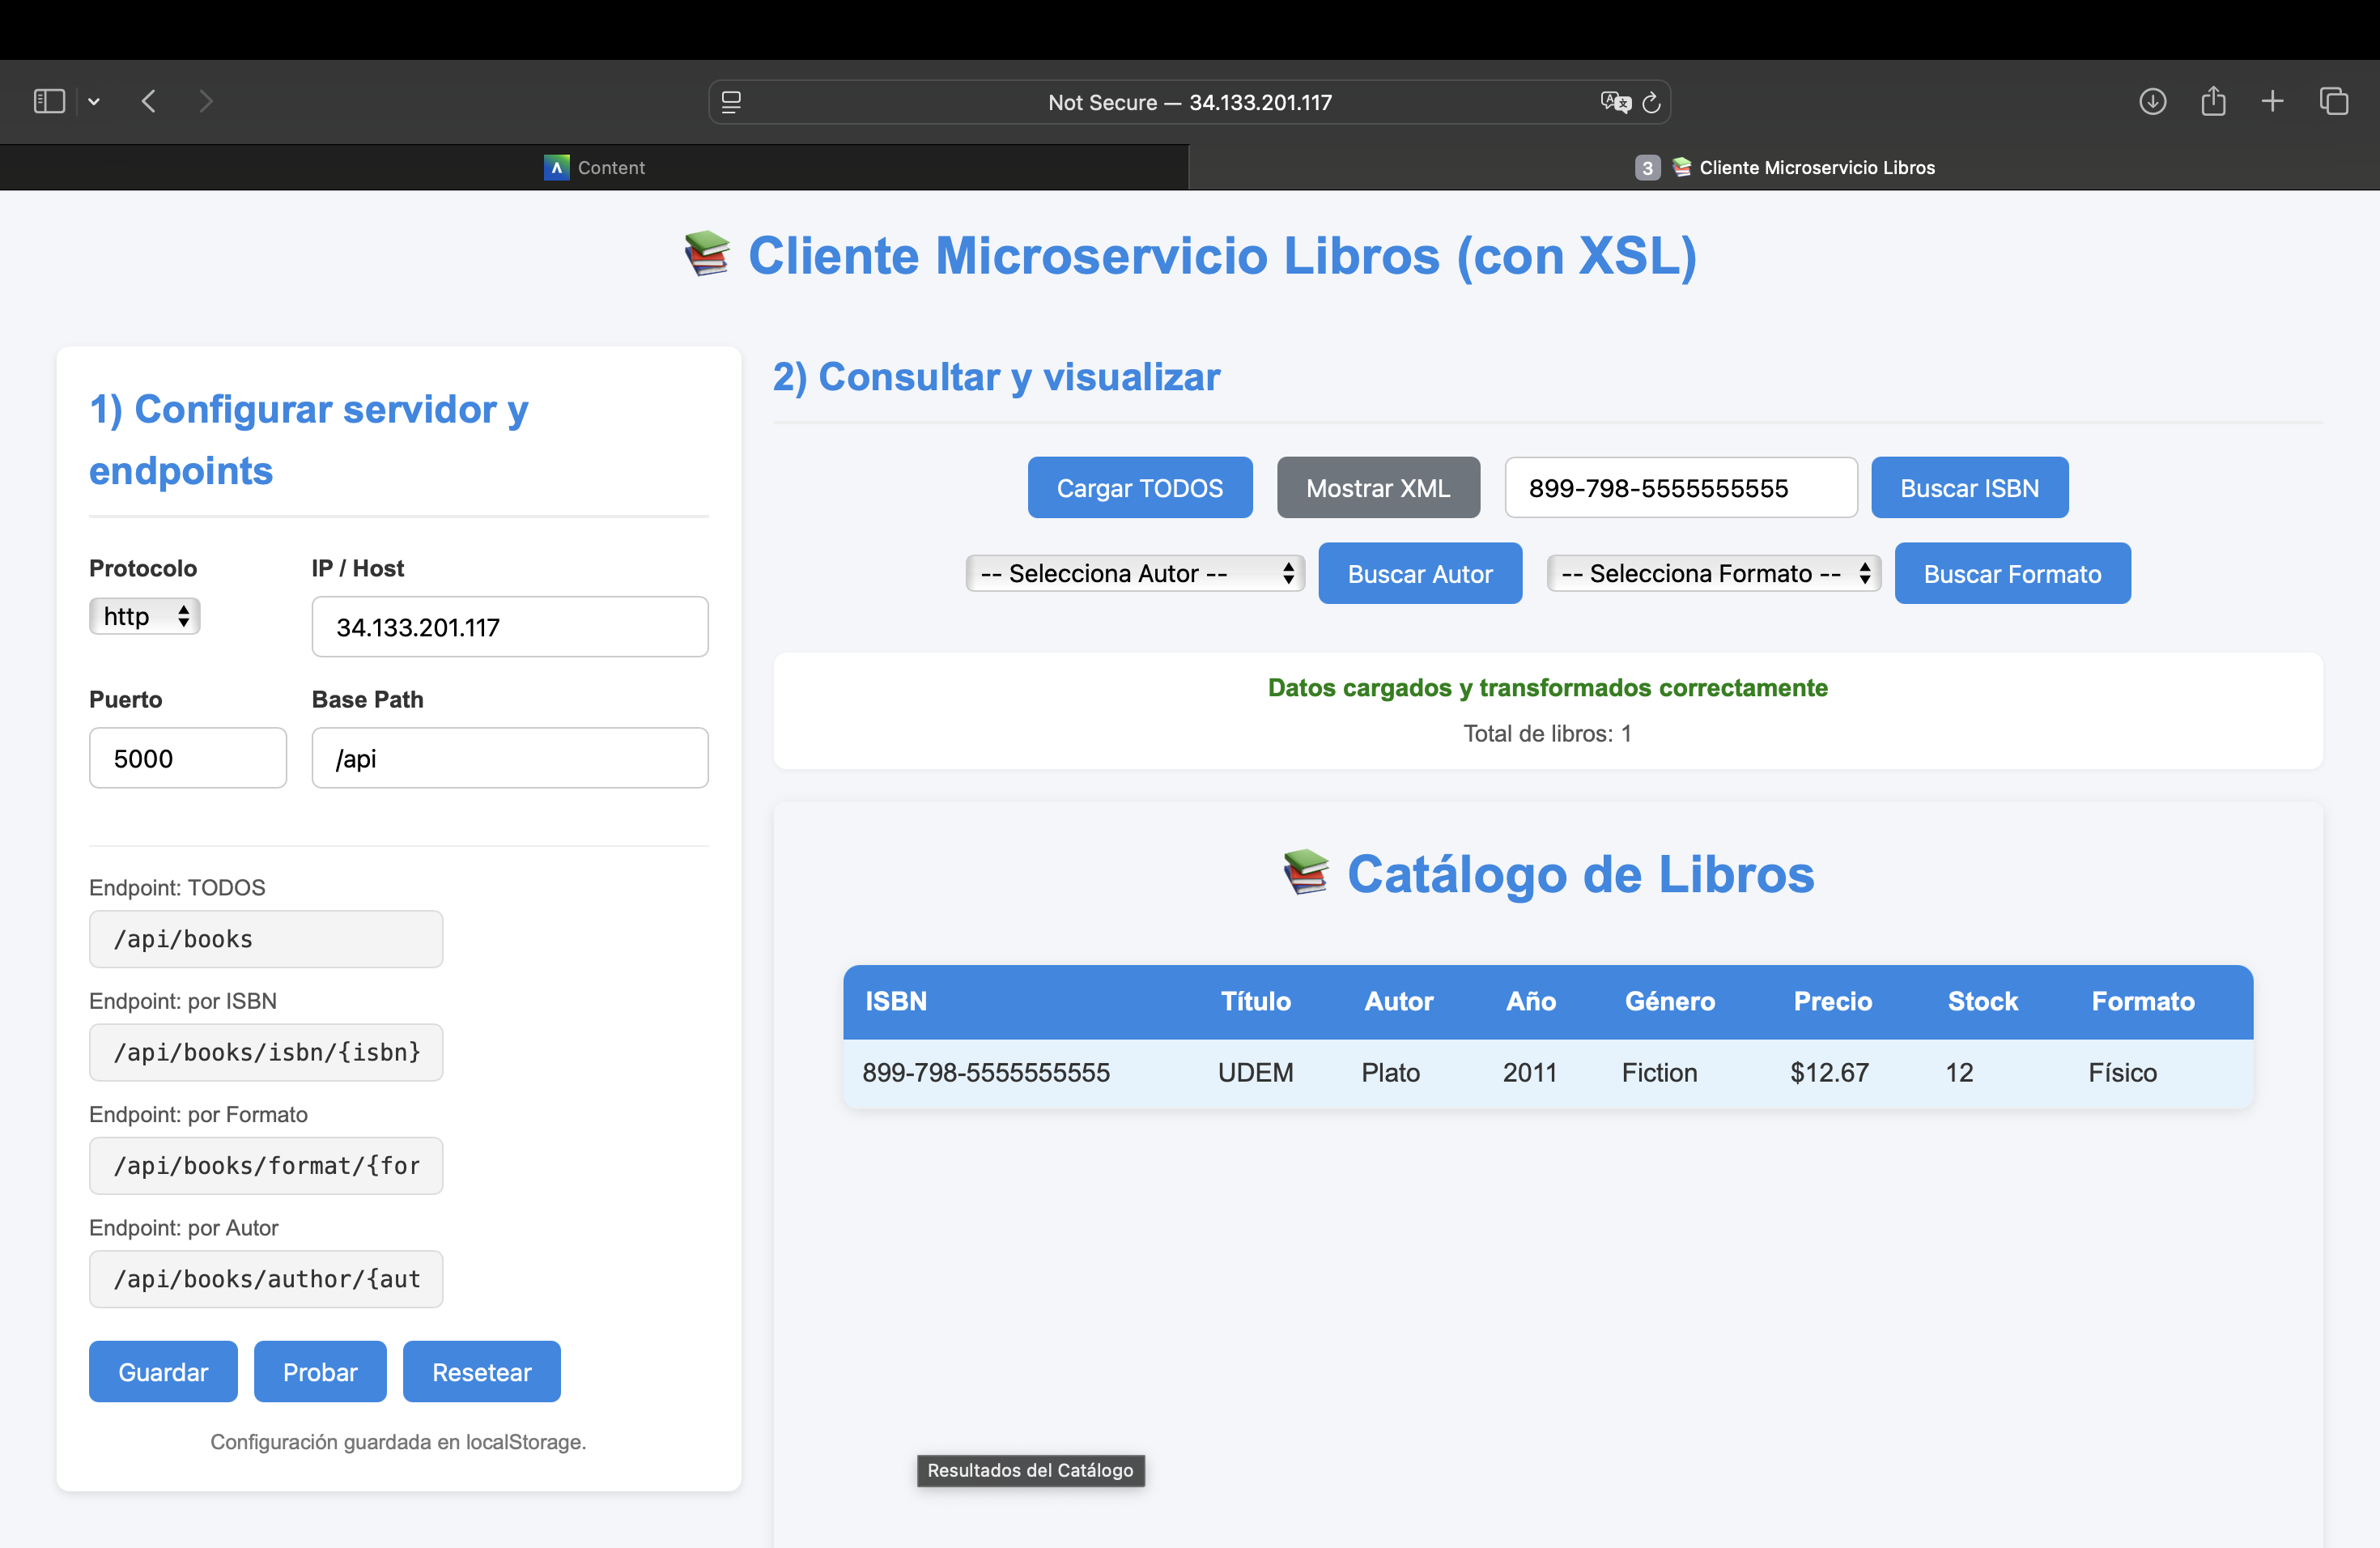 Not Secure — 34.133.201.117
Content
3 Cliente Microservicio Libros
Cliente Microservicio Libros (con XSL)
1) Configurar servidor y
endpoints
Protocolo
IP / Host
http
34.133.201.117
Puerto
Base Path
5000
/api
Endpoint: TODOS
/api/books
Endpoint: por ISBN
/api/books/isbn/{isbn}
Endpoint: por Formato
/api/books/format/{for
Endpoint: por Autor
/api/books/author/{aut
Guardar
Probar
Resetear
Configuración guardada en localStorage.
2) Consultar y visualizar
Cargar TODOS
Mostrar XML
899-798-5555555555
Buscar ISBN
-- Selecciona Autor --
Buscar Autor
-- Selecciona Formato --
Buscar Formato
Datos cargados y transformados correctamente
Total de libros: 1
Catálogo de Libros
ISBN Título Autor Año Género Precio Stock Formato
899-798-5555555555 UDEM Plato 2011 Fiction $12.67 12 Físico
Resultados del Catálogo